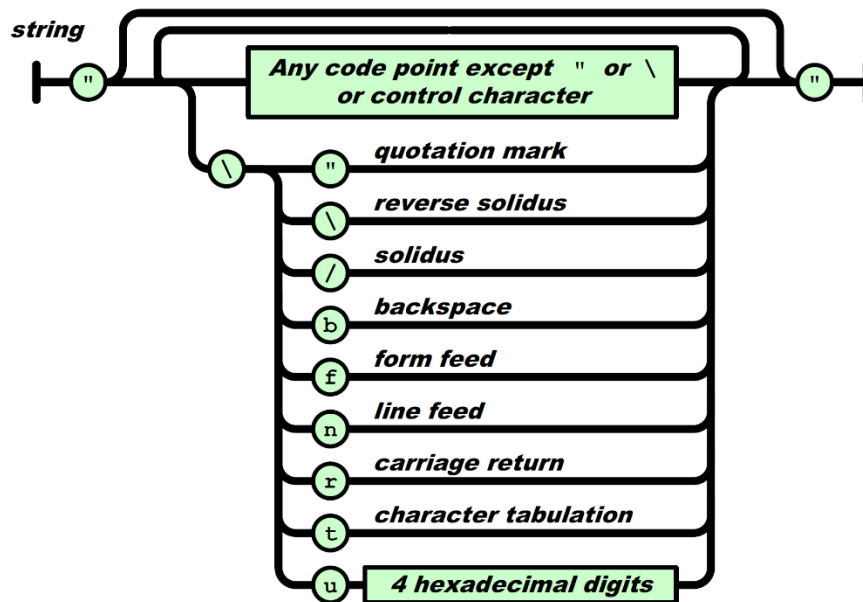 string
" Any code point except " or \ "
or control character
\ " quotation mark
\ reverse solidus
/ solidus
b backspace
f form feed
n line feed
r carriage return
t character tabulation
u 4 hexadecimal digits